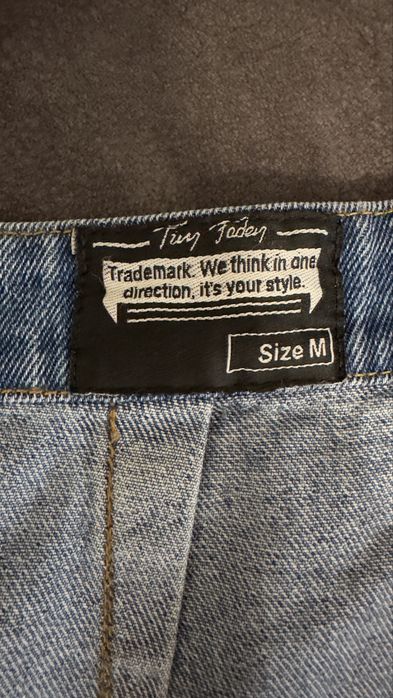 Trademark. We think in one
direction, it's your style.
Size M